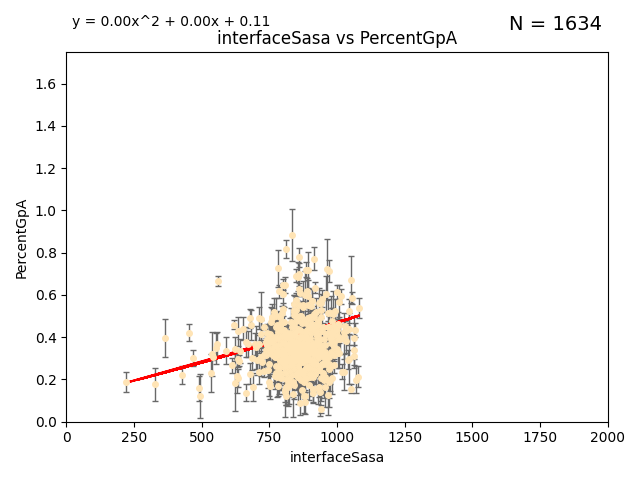 y = 0.00x^2 + 0.00x + 0.11
N = 1634
interfaceSasa vs PercentGpA
1.6
1.4
1.2
1.0
0.8
0.6
0.4
0.2
0.0
PercentGpA
0 250 500 750 1000 1250 1500 1750 2000
interfaceSasa